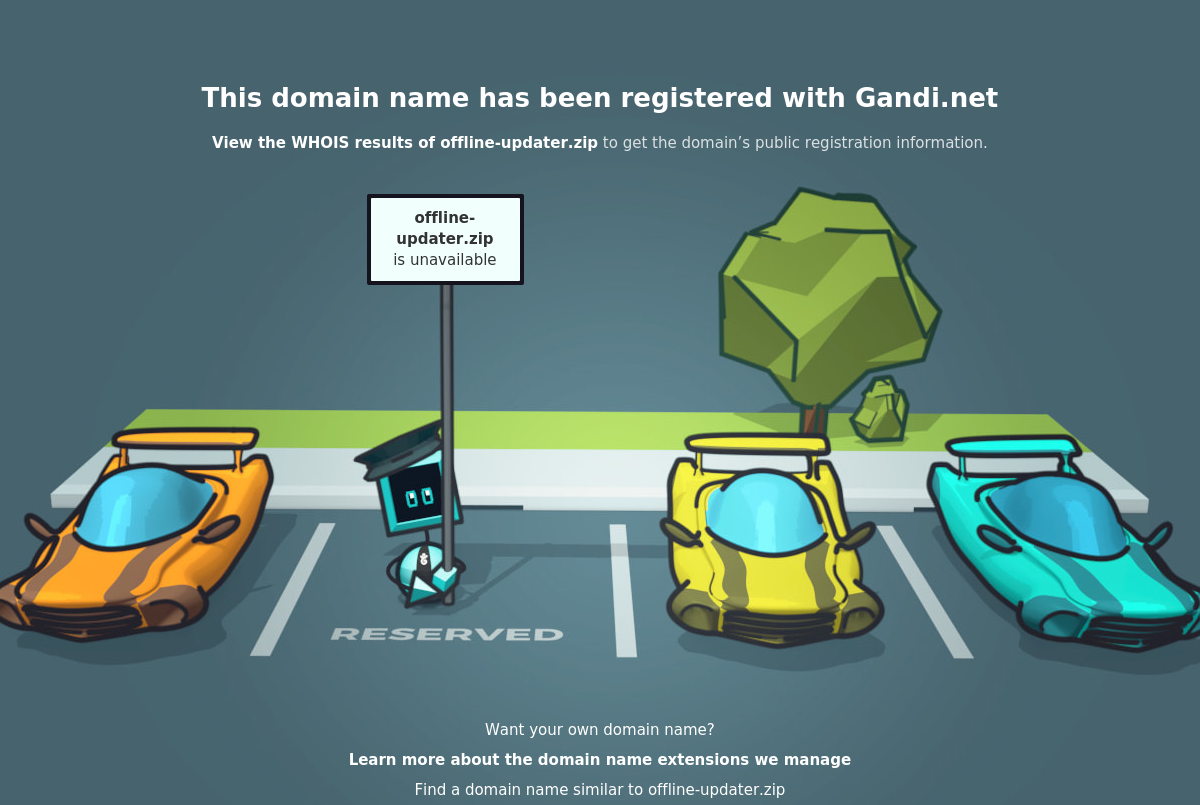 This domain name has been registered with Gandi.net
View the WHOIS results of offline-updater.zip to get the domain’s public registration information.
offline-
updater.zip
is unavailable
RESERVED
Want your own domain name?
Learn more about the domain name extensions we manage
Find a domain name similar to offline-updater.zip